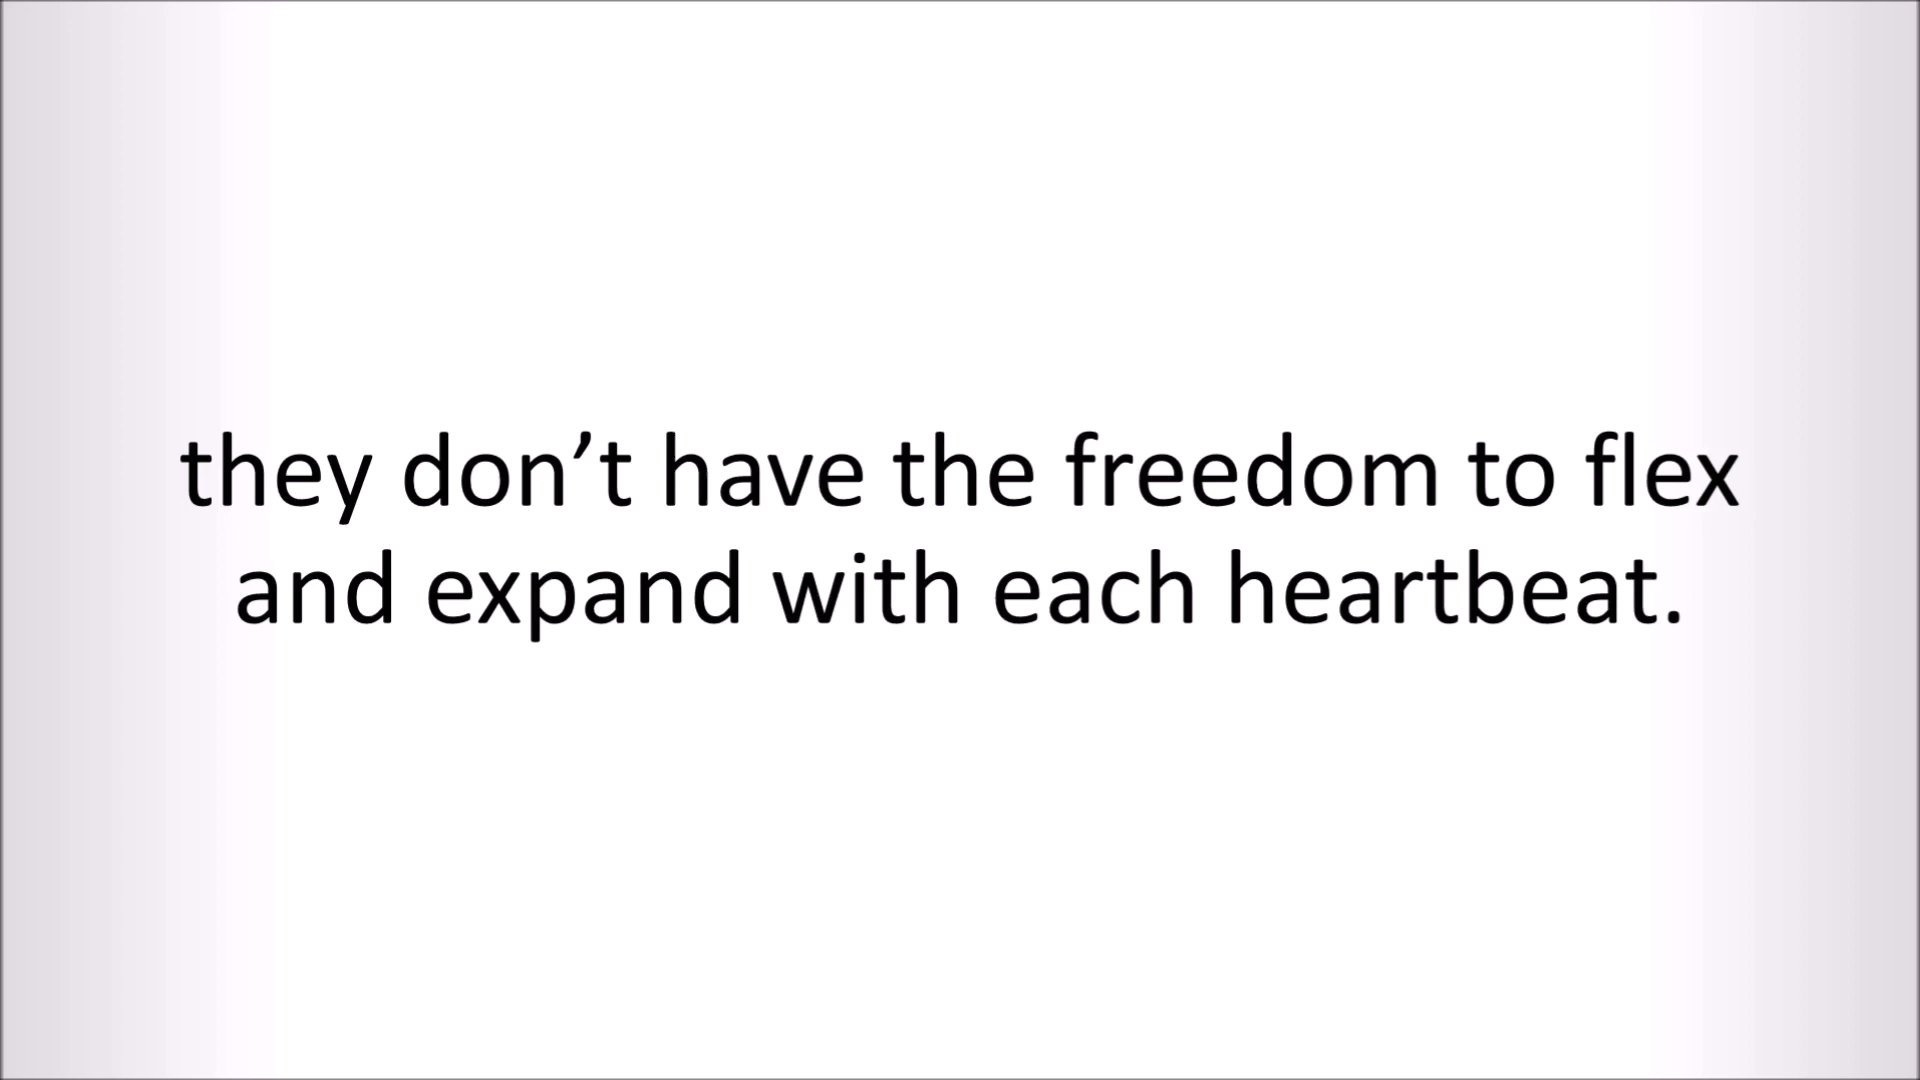 they don’t have the freedom to flex
and expand with each heartbeat.